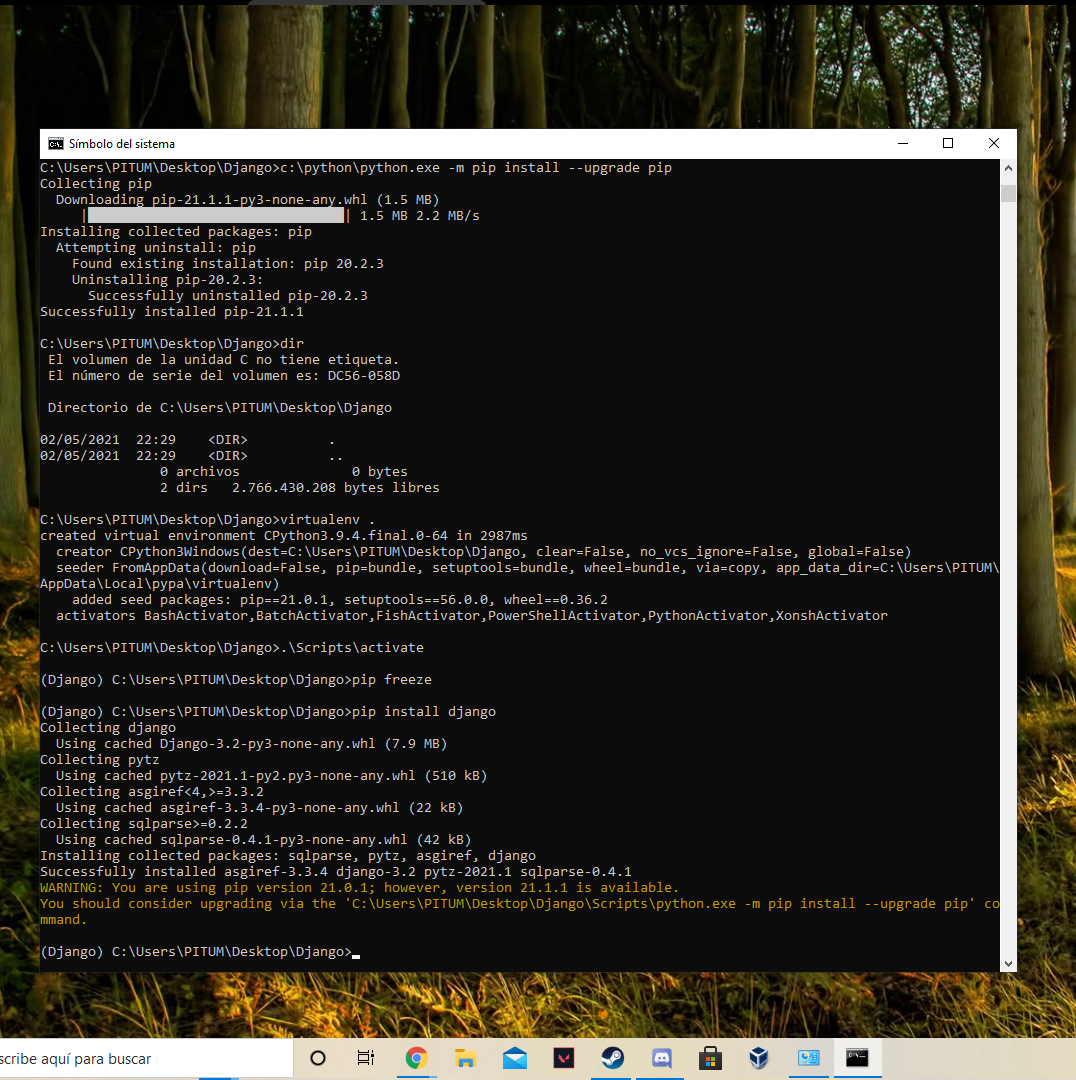 Símbolo del sistema
C:\Users\PITUM\Desktop\Django>c:\python\python.exe -m pip install --upgrade pip
Collecting pip
  Downloading pip-21.1.1-py3-none-any.whl (1.5 MB)
     |                                | 1.5 MB 2.2 MB/s
Installing collected packages: pip
  Attempting uninstall: pip
    Found existing installation: pip 20.2.3
    Uninstalling pip-20.2.3:
      Successfully uninstalled pip-20.2.3
Successfully installed pip-21.1.1
C:\Users\PITUM\Desktop\Django>dir
 El volumen de la unidad C no tiene etiqueta.
 El número de serie del volumen es: DC56-058D
 Directorio de C:\Users\PITUM\Desktop\Django
02/05/2021  22:29    <DIR>          .
02/05/2021  22:29    <DIR>          ..
               0 archivos              0 bytes
               2 dirs   2.766.430.208 bytes libres
C:\Users\PITUM\Desktop\Django>virtualenv .
created virtual environment CPython3.9.4.final.0-64 in 2987ms
  creator CPython3Windows(dest=C:\Users\PITUM\Desktop\Django, clear=False, no_vcs_ignore=False, global=False)
  seeder FromAppData(download=False, pip=bundle, setuptools=bundle, wheel=bundle, via=copy, app_data_dir=C:\Users\PITUM\
AppData\Local\pypa\virtualenv)
    added seed packages: pip==21.0.1, setuptools==56.0.0, wheel==0.36.2
  activators BashActivator,BatchActivator,FishActivator,PowerShellActivator,PythonActivator,XonshActivator
C:\Users\PITUM\Desktop\Django>.\Scripts\activate
(Django) C:\Users\PITUM\Desktop\Django>pip freeze
(Django) C:\Users\PITUM\Desktop\Django>pip install django
Collecting django
  Using cached Django-3.2-py3-none-any.whl (7.9 MB)
Collecting pytz
  Using cached pytz-2021.1-py2.py3-none-any.whl (510 kB)
Collecting asgiref<4,>=3.3.2
  Using cached asgiref-3.3.4-py3-none-any.whl (22 kB)
Collecting sqlparse>=0.2.2
  Using cached sqlparse-0.4.1-py3-none-any.whl (42 kB)
Installing collected packages: sqlparse, pytz, asgiref, django
Successfully installed asgiref-3.3.4 django-3.2 pytz-2021.1 sqlparse-0.4.1
WARNING: You are using pip version 21.0.1; however, version 21.1.1 is available.
You should consider upgrading via the 'C:\Users\PITUM\Desktop\Django\Scripts\python.exe -m pip install --upgrade pip' co
mmand.
(Django) C:\Users\PITUM\Desktop\Django>
scribe aquí para buscar